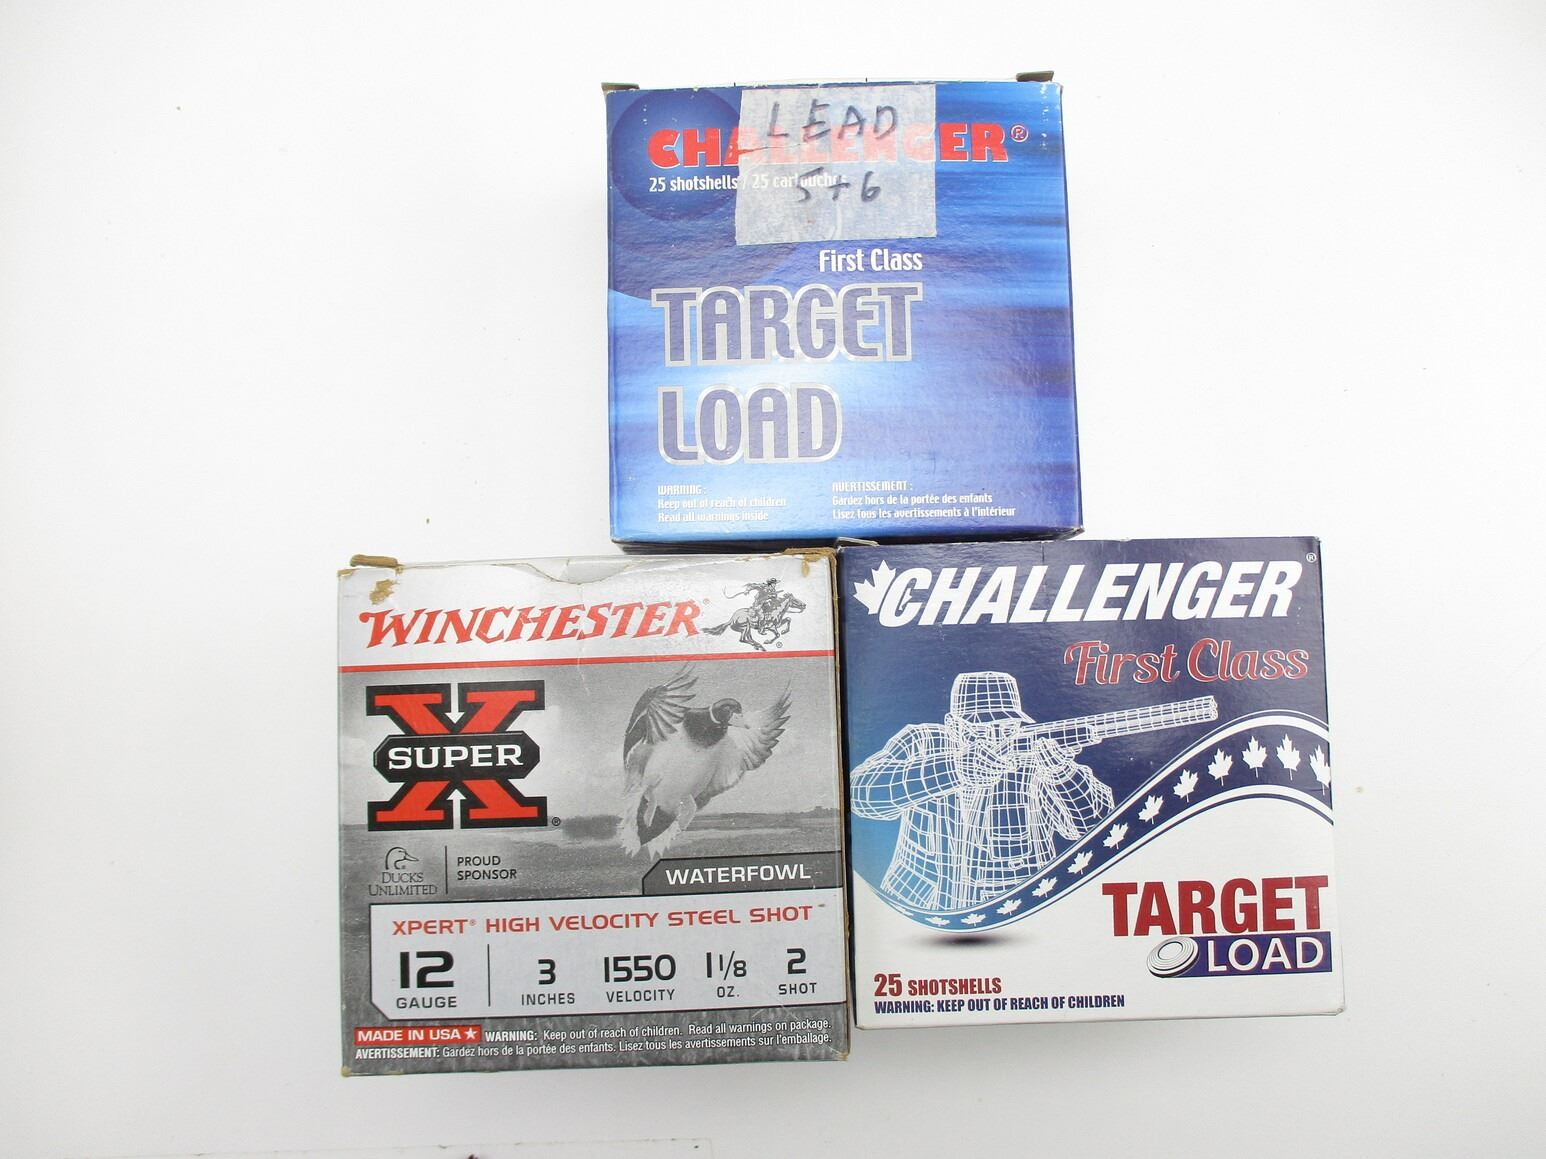 LEAD
5+6
CHALLENGER®
25 shotshells / 25 cartouches
First Class
TARGET
LOAD
WARNING :
Keep out of reach of children
Read all warnings inside
AVERTISSEMENT :
Gardez hors de la portée des enfants
Lisez tous les avertissements à l'intérieur
WINCHESTER®
SUPER
X®
DUCKS
UNLIMITED
PROUD
SPONSOR
WATERFOWL
XPERT® HIGH VELOCITY STEEL SHOT
12 GAUGE
3 INCHES
1550 VELOCITY
1 1/8 OZ.
2 SHOT
MADE IN USA ★ WARNING: Keep out of reach of children. Read all warnings on package.
AVERTISSEMENT: Gardez hors de la portée des enfants. Lisez tous les avertissements sur l'emballage.
CHALLENGER®
First Class
TARGET
LOAD
25 SHOTSHELLS
WARNING: KEEP OUT OF REACH OF CHILDREN